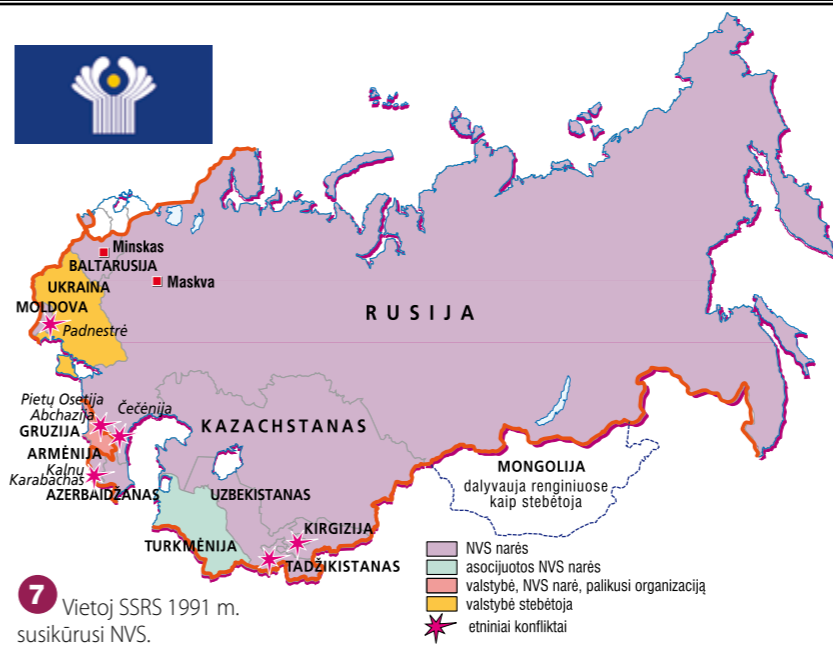 Minskas
BALTARUSIJA
UKRAINA
Maskva
MOLDOVA
Padnestrė
RUSIJA
Pietų Osetija
Abchazija
Čečėnija
GRUZIJA
KAZACHSTANAS
ARMĖNIJA
Kalnų
Karabachas
AZERBAIDŽANAS
UZBEKISTANAS
MONGOLIJA
dalyvauja renginiuose
kaip stebėtoja
KIRGIZIJA
TURKMĖNIJA
TADŽIKISTANAS
NVS narės
asocijuotos NVS narės
valstybė, NVS narė, palikusi organizaciją
valstybė stebėtoja
etniniai konfliktai
7 Vietoj SSRS 1991 m.
susikūrusi NVS.